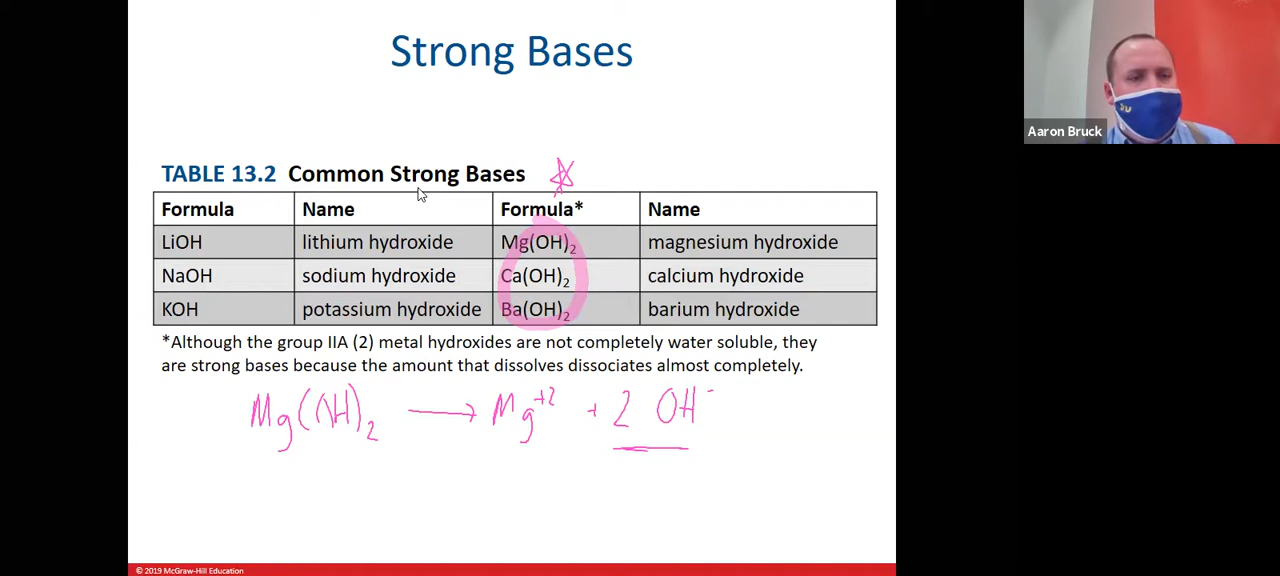 Strong Bases
Aaron Bruck
TABLE 13.2 Common Strong Bases ☆
Formula Name Formula* Name
LiOH lithium hydroxide Mg(OH)₂ magnesium hydroxide
NaOH sodium hydroxide Ca(OH)₂ calcium hydroxide
KOH potassium hydroxide Ba(OH)₂ barium hydroxide
*Although the group IIA (2) metal hydroxides are not completely water soluble, they
are strong bases because the amount that dissolves dissociates almost completely.
Mg(OH)₂ → Mg⁺² + 2 OH⁻
© 2019 McGraw-Hill Education